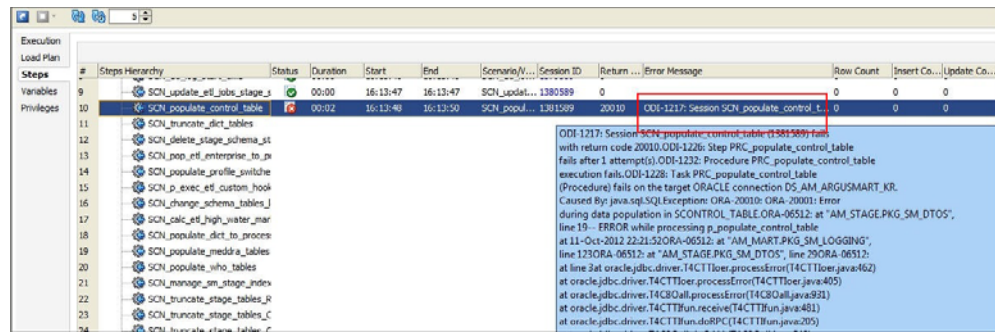 5
Execution
Load Plan
Steps
Variables
Privileges
# Steps Hierarchy Status Duration Start End Scenario/V... Session ID Return ... Error Message Row Count Insert Co... Update Co
9 SCN_update_etl_jobs_stage_s 00:00 16:13:47 16:13:47 SCN_updat... 1380589 0 0 0 0
10 SCN_populate_control_table 00:02 16:13:48 16:13:50 SCN_popul... 1381589 20010 ODI-1217: Session SCN_populate_control_t... 0 0 0
11 SCN_truncate_dict_tables
12 SCN_delete_stage_schema_st
13 SCN_pop_etl_enterprise_to_pr
14 SCN_populate_profile_switche
15 SCN_p_exec_etl_custom_hook
16 SCN_change_schema_tables_l
17 SCN_calc_etl_high_water_mar
18 SCN_populate_dict_to_proces
19 SCN_populate_meddra_tables
20 SCN_populate_who_tables
21 SCN_manage_sm_stage_index
22 SCN_truncate_stage_tables_R
23 SCN_truncate_stage_tables_C
24 SCN_truncate_stage_tables_C
ODI-1217: Session SCN_populate_control_table (1381589) fails
with return code 20010.ODI-1226: Step PRC_populate_control_table
fails after 1 attempt(s).ODI-1232: Procedure PRC_populate_control_table
execution fails.ODI-1228: Task PRC_populate_control_table
(Procedure) fails on the target ORACLE connection DS_AM_ARGUSMART_KR.
Caused By: java.sql.SQLException: ORA-20010: ORA-20001: Error
during data population in SCONTROL_TABLE.ORA-06512: at "AM_STAGE.PKG_SM_DTOS",
line 19-- ERROR while processing p_populate_control_table
at 11-Oct-2012 22:21:52ORA-06512: at "AM_MART.PKG_SM_LOGGING",
line 123ORA-06512: at "AM_STAGE.PKG_SM_DTOS", line 29ORA-06512:
at line 3at oracle.jdbc.driver.T4CTTIoer.processError(T4CTTIoer.java:462)
at oracle.jdbc.driver.T4CTTIoer.processError(T4CTTIoer.java:405)
at oracle.jdbc.driver.T4C8Oall.processError(T4C8Oall.java:931)
at oracle.jdbc.driver.T4CTTIfun.receive(T4CTTIfun.java:481)
at oracle.jdbc.driver.T4CTTIfun.doRPC(T4CTTIfun.java:205)